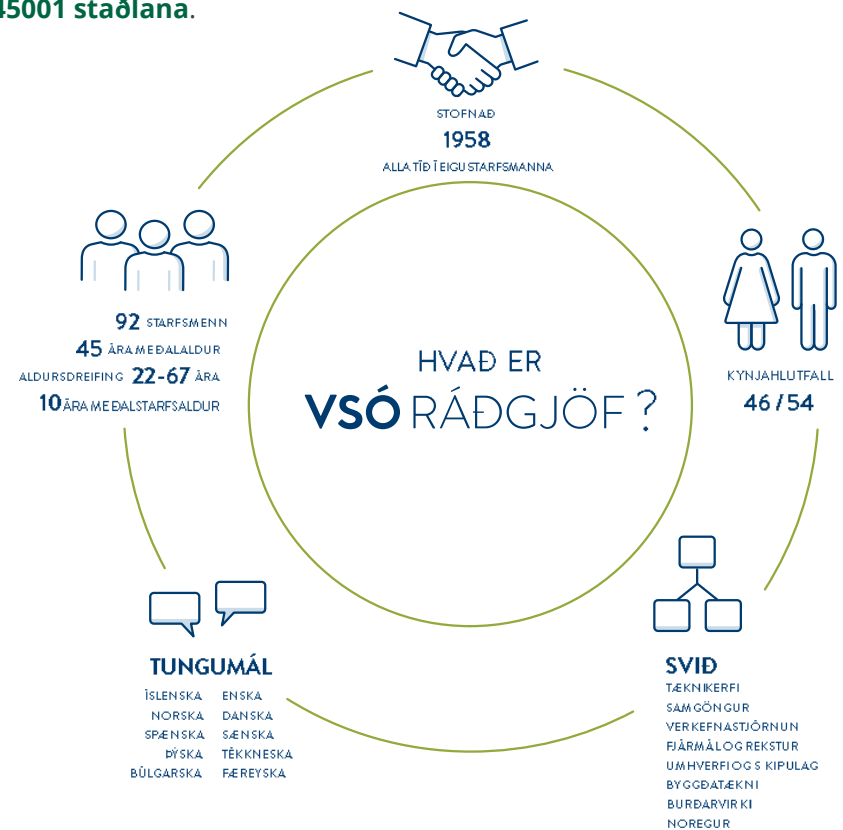 45001 staðlana.
STOFNAÐ
1958
ALLA TÍÐ Í EIGU STARFSMANNA
92 STARFSMENN
45 ÁRA MEÐALALDUR
ALDURSDREIFING 22-67 ÁRA
10 ÁRA MEÐALSTARFSALDUR
HVAÐ ER
VSÓ RÁÐGJÖF ?
KYNJAHLUTFALL
46 / 54
TUNGUMÁL
ÍSLENSKA ENSKA
NORSKA DANSKA
SPÆNSKA SÆNSKA
ÞÝSKA TÉKKNESKA
BÚLGARSKA FÆREYSKA
SVIÐ
TÆKNIKERFI
SAMGÖNGUR
VERKEFNASTJÓRNUN
FJÁRMÁL OG REKSTUR
UMHVERFI OG SKIPULAG
BYGGÐATÆKNI
BURÐARVIRKI
NOREGUR